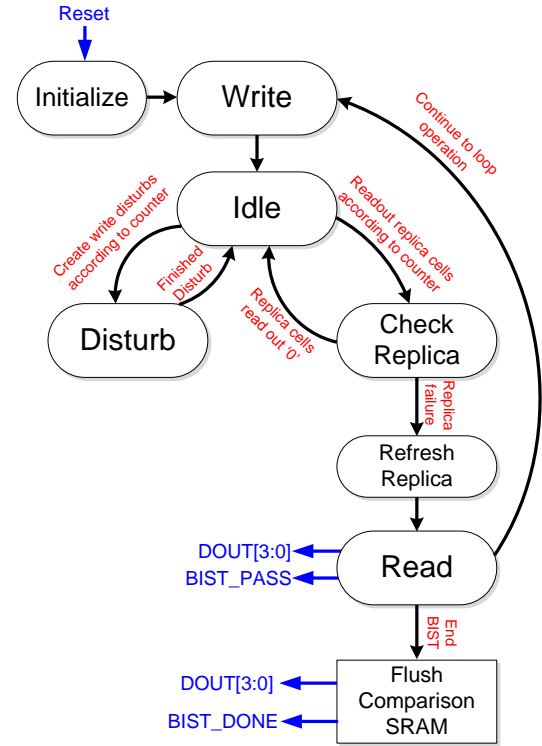 Reset
Initialize
Write
Continue to loop
operation
Idle
Create write disturbs
according to counter
Finished
Disturb
Readout replica cells
according to counter
Replica cells
read out '0'
Disturb
Check
Replica
Replica
failure
Refresh
Replica
DOUT[3:0]
BIST_PASS
Read
End
BIST
DOUT[3:0]
BIST_DONE
Flush
Comparison
SRAM